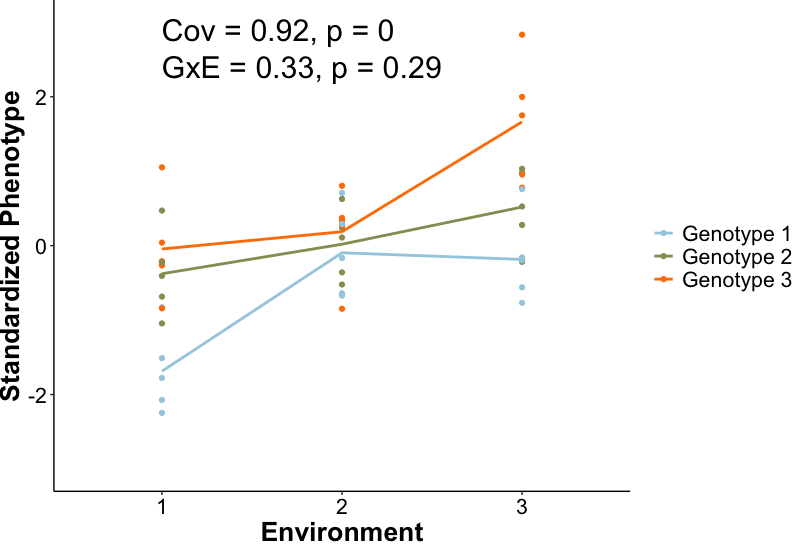 Cov = 0.92, p = 0
GxE = 0.33, p = 0.29
Standardized Phenotype
2
0
-2
Genotype 1
Genotype 2
Genotype 3
1 2 3
Environment